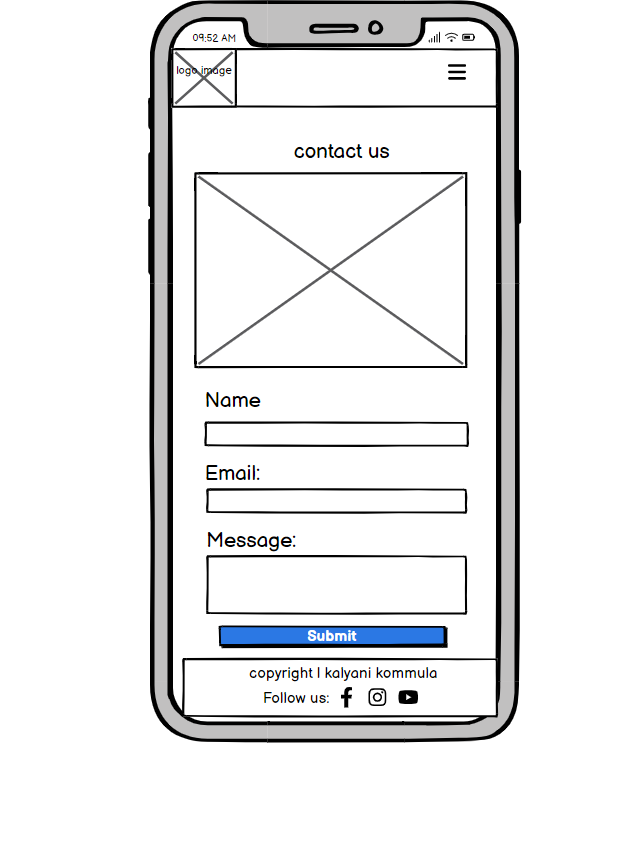 09:52 AM
logo image
contact us
Name
Email:
Message:
Submit
copyright | kalyani kommula
Follow us: